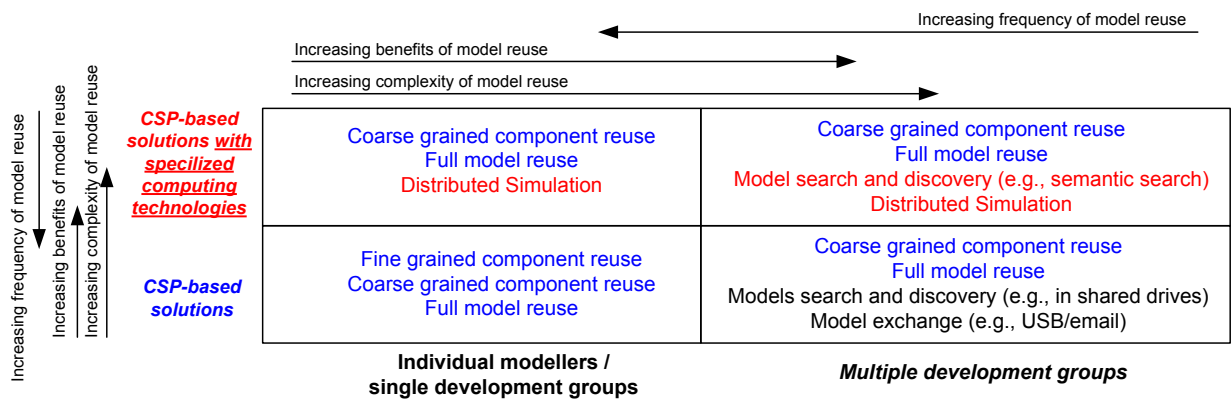 Increasing frequency of model reuse
Increasing benefits of model reuse
Increasing complexity of model reuse
Increasing frequency of model reuse
Increasing benefits of model reuse
Increasing complexity of model reuse
CSP-based
solutions with
specilized
computing
technologies
Coarse grained component reuse
Full model reuse
Distributed Simulation
Coarse grained component reuse
Full model reuse
Model search and discovery (e.g., semantic search)
Distributed Simulation
CSP-based
solutions
Fine grained component reuse
Coarse grained component reuse
Full model reuse
Coarse grained component reuse
Full model reuse
Models search and discovery (e.g., in shared drives)
Model exchange (e.g., USB/email)
Individual modellers /
single development groups
Multiple development groups